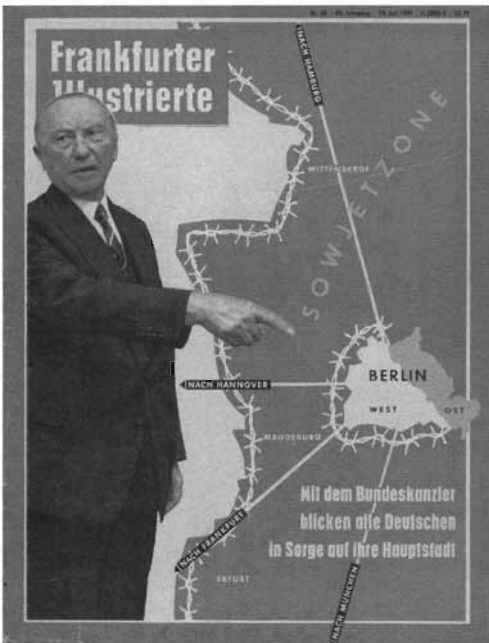 Jahrgang
Frankfurter
Illustrierte
NACH HAMBURG
WITTENBERGE
SOWJETZONE
BERLIN
WEST OST
NACH HANNOVER
MAGDEBURG
Mit dem Bundeskanzler
blicken alle Deutschen
in Sorge auf ihre Hauptstadt
NACH FRANKFURT
ERFURT
NACH MÜNCHEN